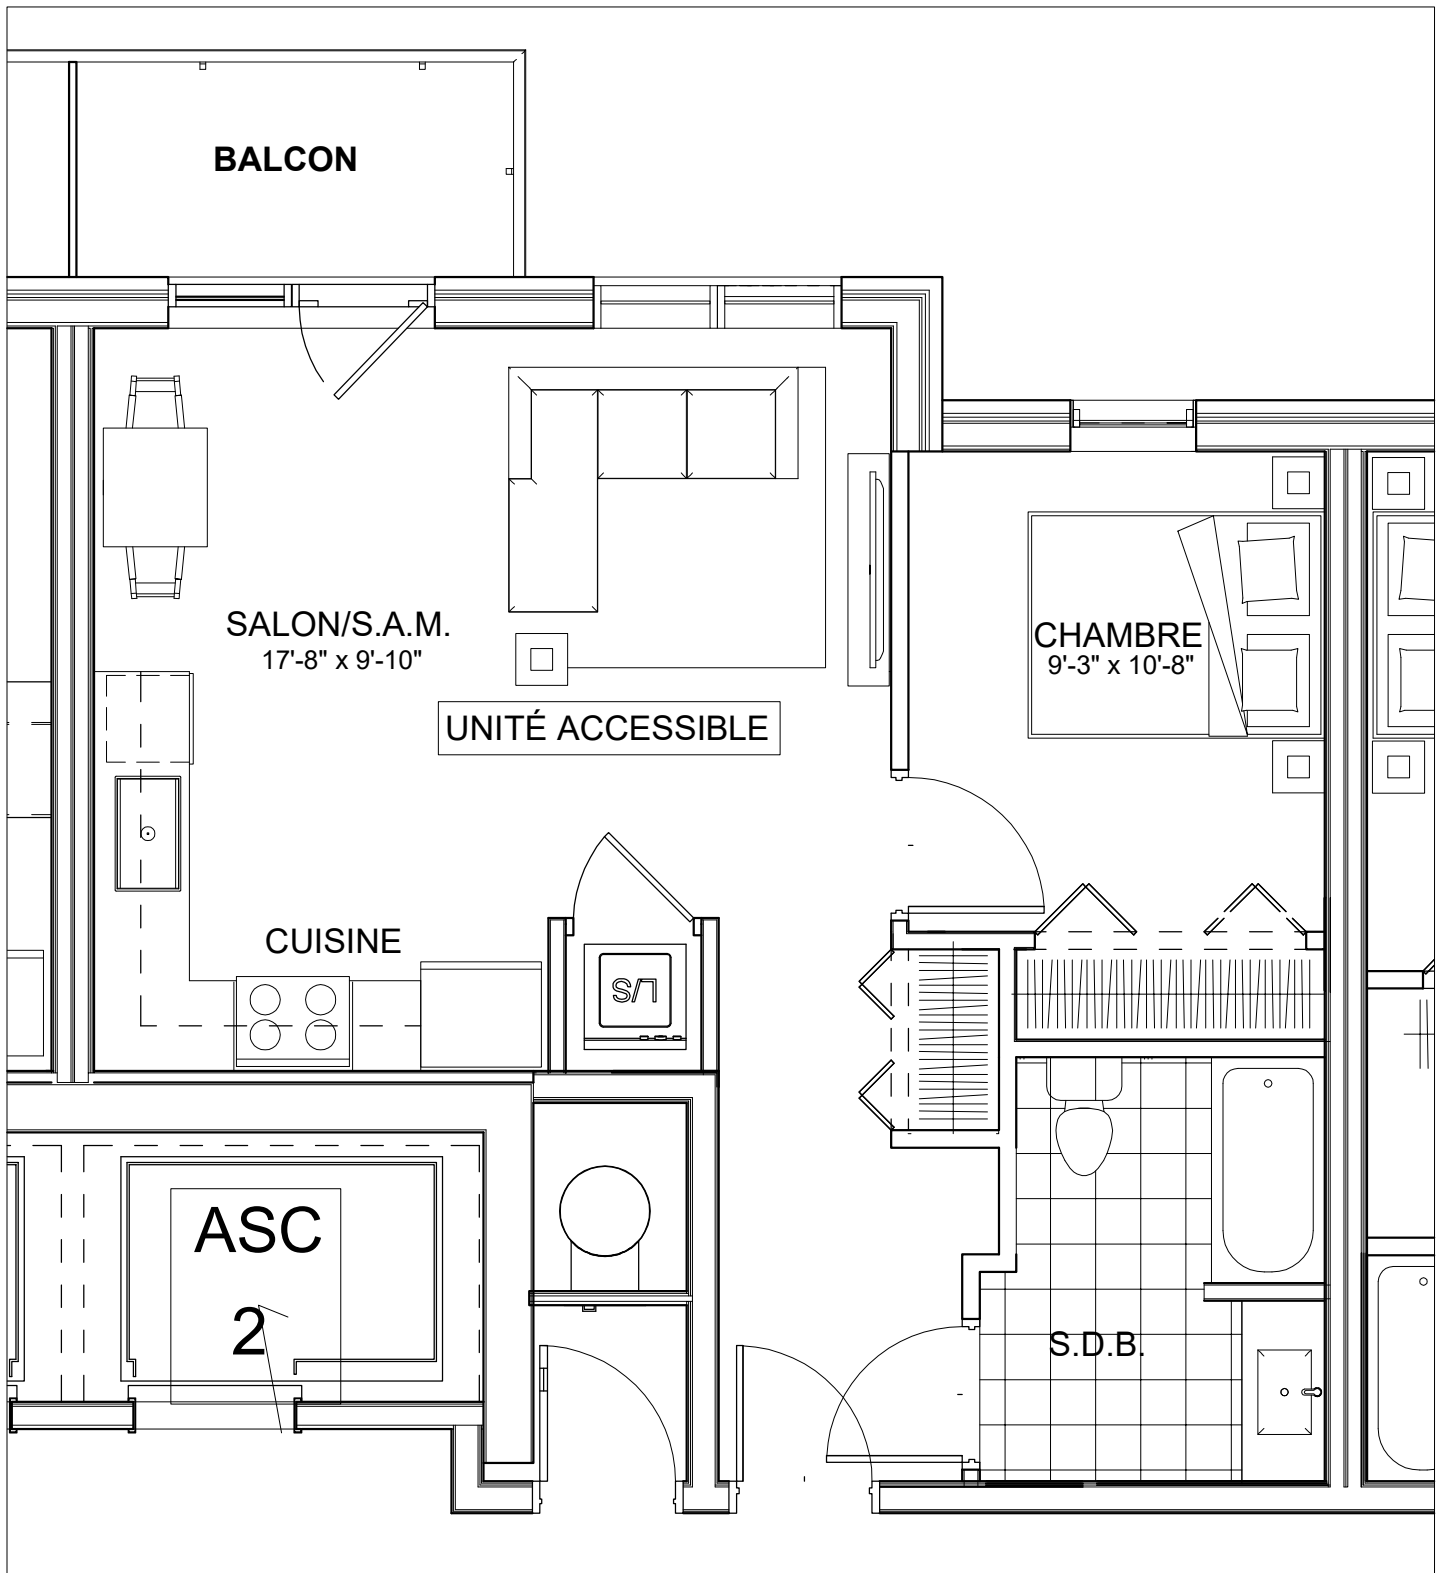 BALCON
SALON/S.A.M.
17'-8" x 9'-10"
CHAMBRE
9'-3" x 10'-8"
UNITÉ ACCESSIBLE
CUISINE
L/S
ASC
2
S.D.B.